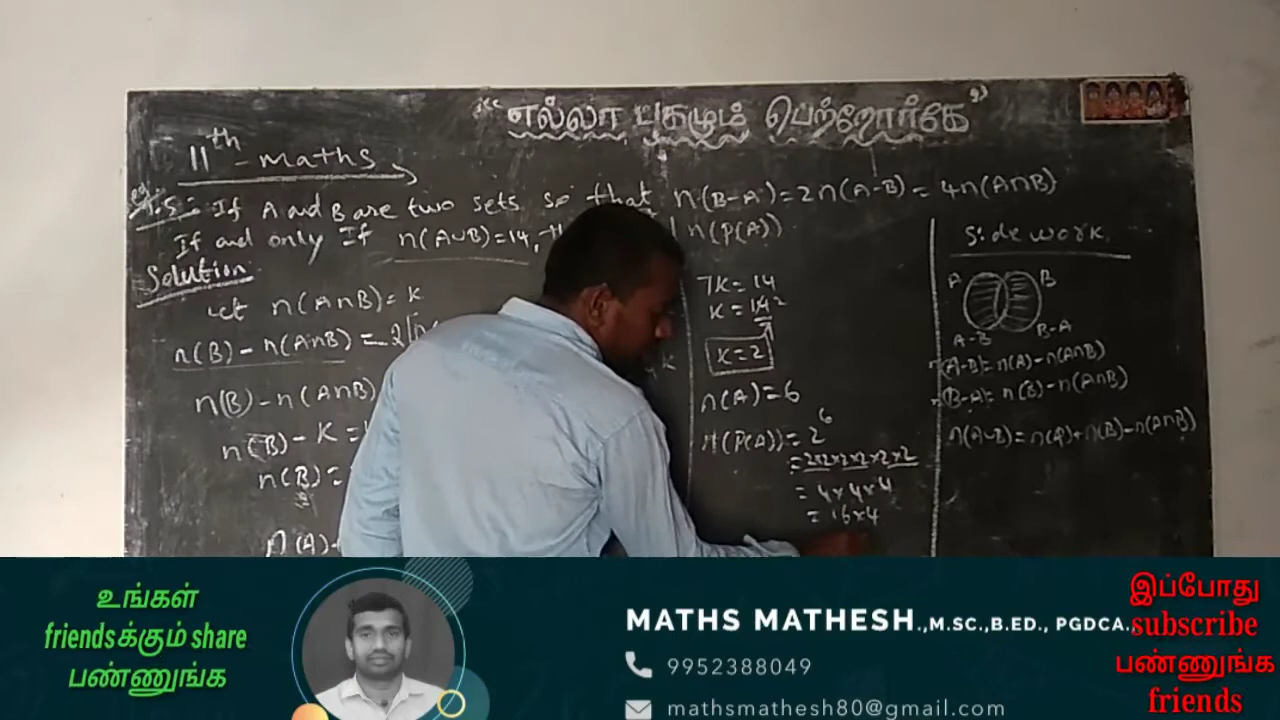 “ எல்லா புகழும் பெற்றோர்க்கே ”
11th - maths
eg 1.5 :- If A and B are two sets so that n(B-A)=2n(A-B)=4n(A∩B)
If and only If n(A∪B)=14, n(P(A))
Solution
Let n(A∩B)=K
n(B)-n(A∩B)=2
n(B)-n(A∩B)
n(B)-K=
n(B)=
n(A)
7K=14
K=14 2
K=2
n(A)=6
n(P(A))=2^6
=2×2×2×2×2×2
=4×4×4
=16×4
Side work
A B
A-B B-A
n(A-B)=n(A)-n(A∩B)
n(B-A)=n(B)-n(A∩B)
n(A∪B)=n(A)+n(B)-n(A∩B)
உங்கள்
friendsக்கும் share
பண்ணுங்க
MATHS MATHESH.,M.SC.,B.ED., PGDCA.,
9952388049
mathsmathesh80@gmail.com
இப்போது
subscribe
பண்ணுங்க
friends